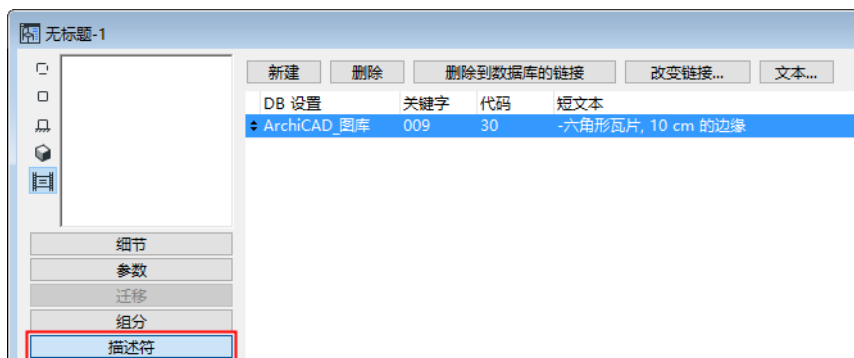 无标题-1
新建 删除 删除到数据库的链接 改变链接... 文本...
DB 设置 关键字 代码 短文本
ArchiCAD_图库 009 30 -六角形瓦片, 10 cm 的边缘
细节
参数
迁移
组分
描述符